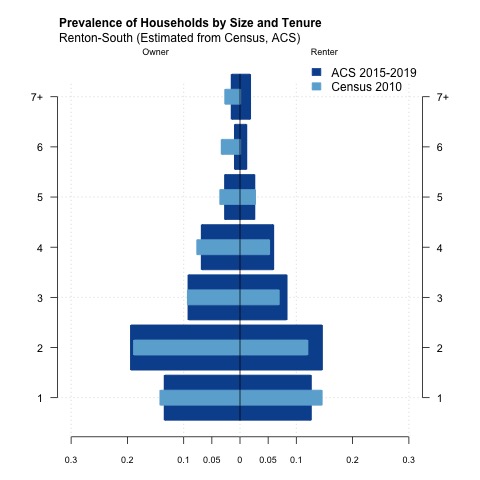 Prevalence of Households by Size and Tenure
Renton-South (Estimated from Census, ACS)
Owner Renter
ACS 2015-2019
Census 2010
7+ 7+
6 6
5 5
4 4
3 3
2 2
1 1
0.3 0.2 0.1 0.05 0 0.05 0.1 0.2 0.3